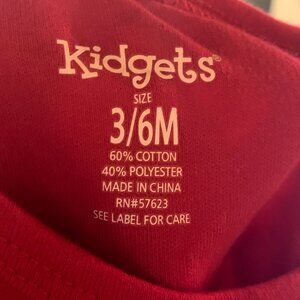 Kidgets®
SIZE
3/6M
60% COTTON
40% POLYESTER
MADE IN CHINA
RN#57623
SEE LABEL FOR CARE